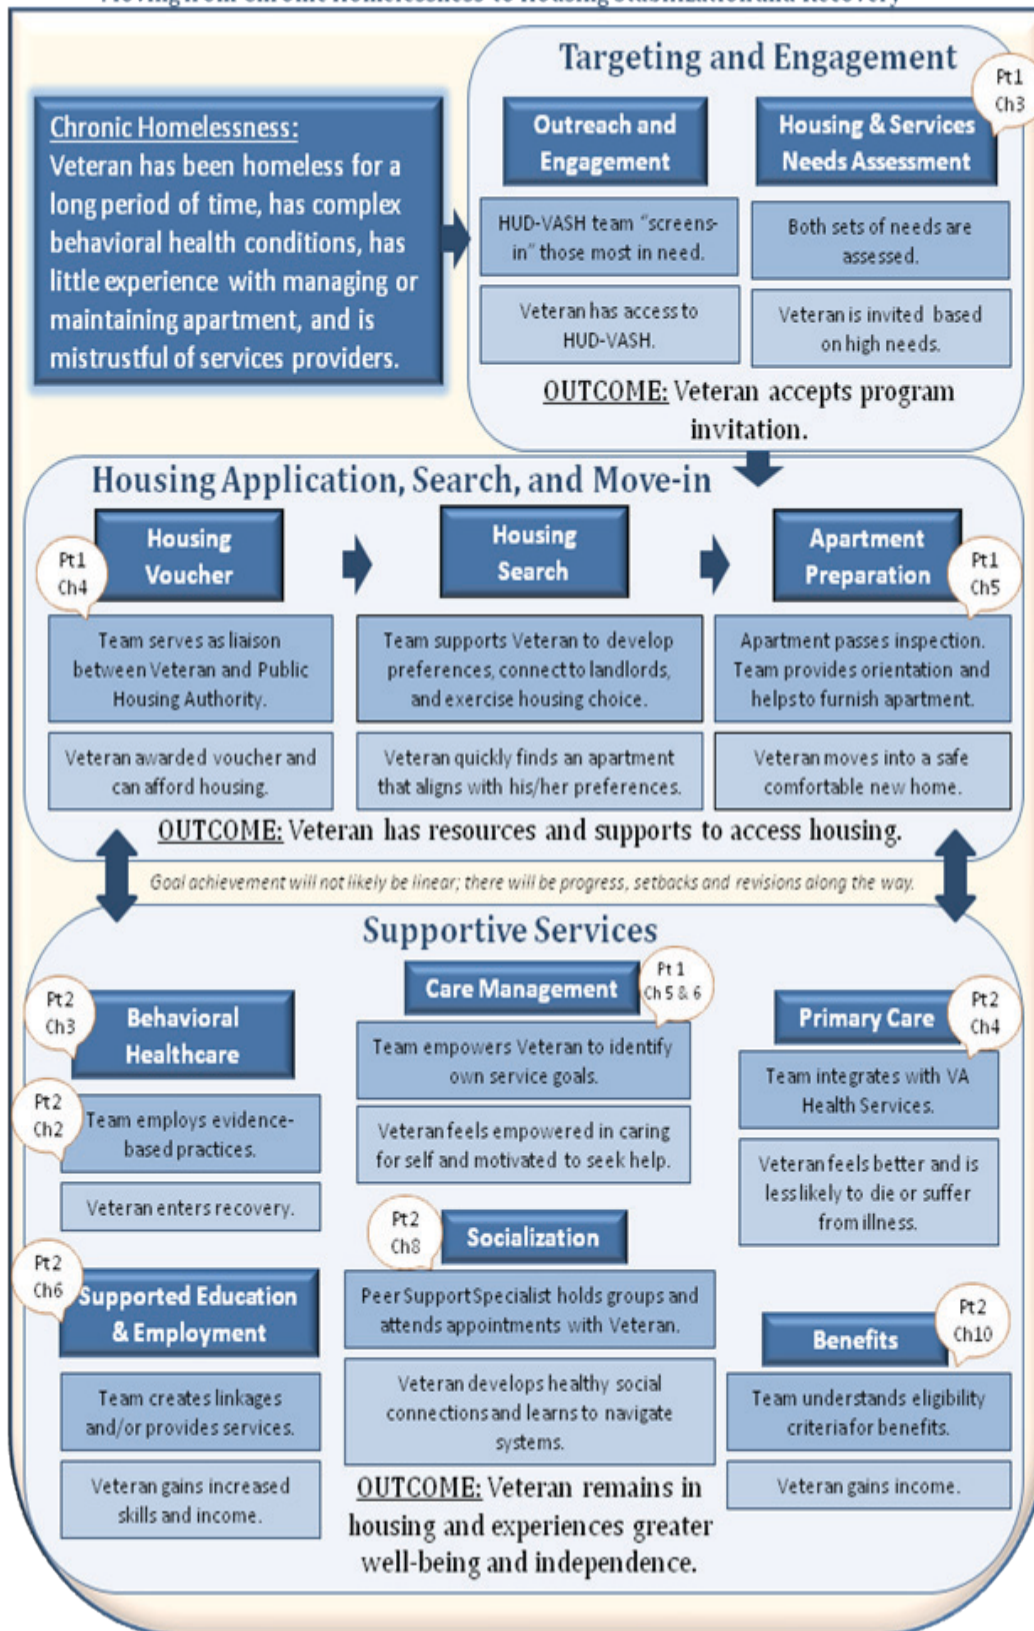 Moving from Chronic Homelessness to Housing Stabilization and Recovery
Chronic Homelessness:
Veteran has been homeless for a
long period of time, has complex
behavioral health conditions, has
little experience with managing or
maintaining apartment, and is
mistrustful of services providers.
Targeting and Engagement
Pt1
Ch3
Outreach and
Engagement
HUD-VASH team “screens-
in” those most in need.
Veteran has access to
HUD-VASH.
Housing & Services
Needs Assessment
Both sets of needs are
assessed.
Veteran is invited based
on high needs.
OUTCOME: Veteran accepts program
invitation.
Housing Application, Search, and Move-in
Pt1
Ch4
Housing
Voucher
Team serves as liaison
between Veteran and Public
Housing Authority.
Veteran awarded voucher and
can afford housing.
Housing
Search
Team supports Veteran to develop
preferences, connect to landlords,
and exercise housing choice.
Veteran quickly finds an apartment
that aligns with his/her preferences.
Apartment
Preparation
Pt1
Ch5
Apartment passes inspection.
Team provides orientation and
helps to furnish apartment.
Veteran moves into a safe
comfortable new home.
OUTCOME: Veteran has resources and supports to access housing.
Goal achievement will not likely be linear; there will be progress, setbacks and revisions along the way.
Supportive Services
Pt2
Ch3
Behavioral
Healthcare
Pt2
Ch2
Team employs evidence-
based practices.
Veteran enters recovery.
Care Management
Pt 1
Ch 5 & 6
Team empowers Veteran to identify
own service goals.
Veteran feels empowered in caring
for self and motivated to seek help.
Primary Care
Pt2
Ch4
Team integrates with VA
Health Services.
Veteran feels better and is
less likely to die or suffer
from illness.
Pt2
Ch6
Supported Education
& Employment
Team creates linkages
and/or provides services.
Veteran gains increased
skills and income.
Pt2
Ch8
Socialization
Peer Support Specialist holds groups and
attends appointments with Veteran.
Veteran develops healthy social
connections and learns to navigate
systems.
Pt2
Ch10
Benefits
Team understands eligibility
criteria for benefits.
Veteran gains income.
OUTCOME: Veteran remains in
housing and experiences greater
well-being and independence.